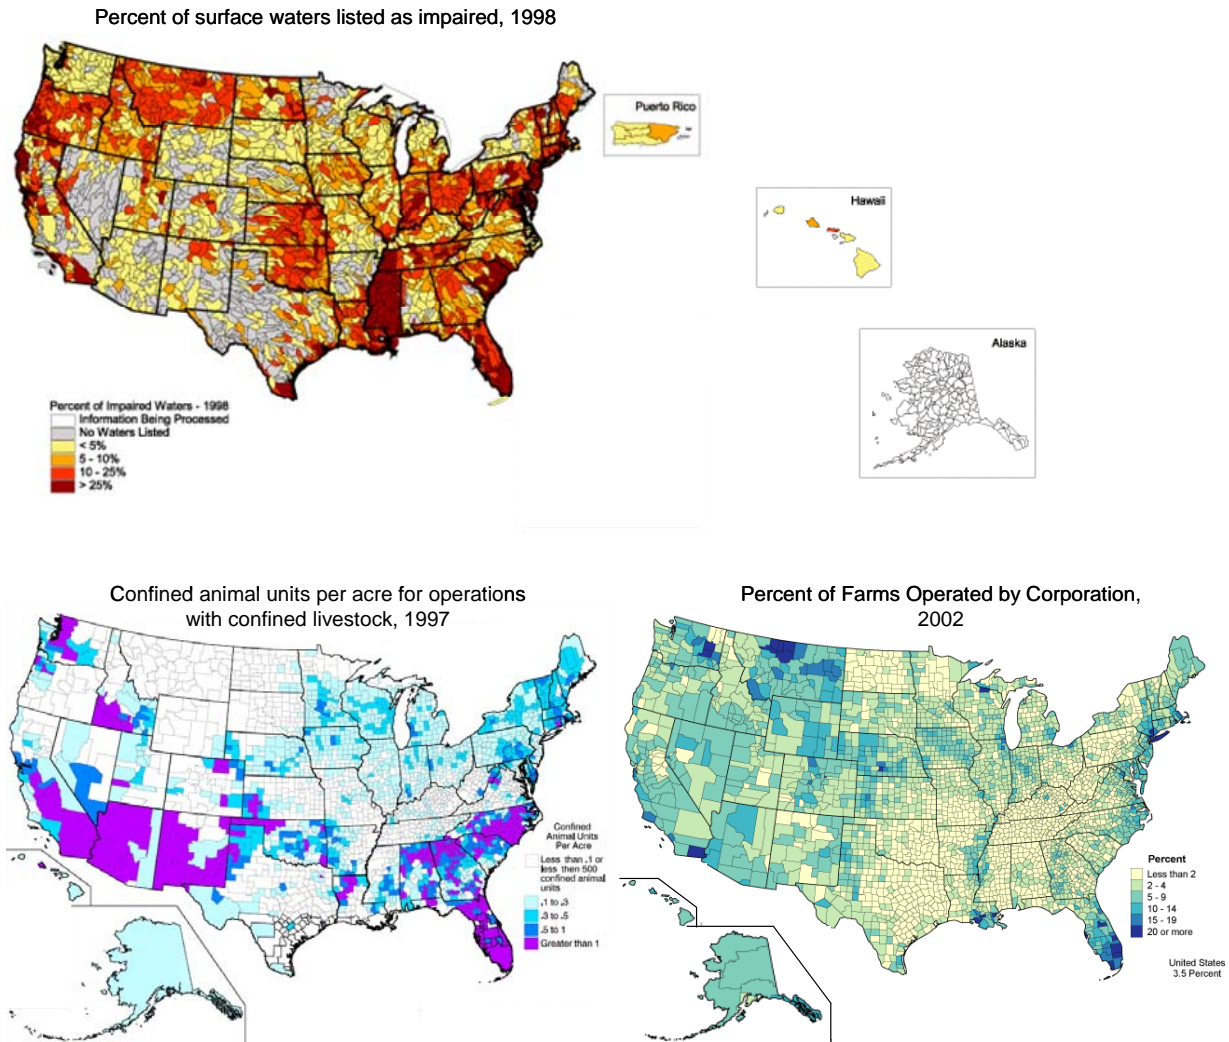 Percent of surface waters listed as impaired, 1998
Puerto Rico
Hawaii
Alaska
Percent of Impaired Waters - 1998
Information Being Processed
No Waters Listed
< 5%
5 - 10%
10 - 25%
> 25%
Confined animal units per acre for operations
with confined livestock, 1997
Confined
Animal Units
Per Acre
Less than .1 or
less then 500
confined animal
units
.1 to .3
.3 to .5
.5 to 1
Greater than 1
Percent of Farms Operated by Corporation,
2002
Percent
Less than 2
2 - 4
5 - 9
10 - 14
15 - 19
20 or more
United States
3.5 Percent